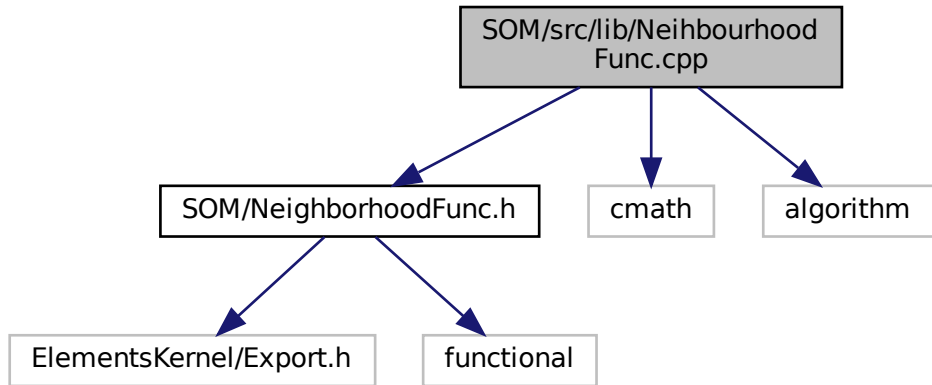 SOM/src/lib/Neihbourhood
Func.cpp
SOM/NeighborhoodFunc.h
cmath
algorithm
ElementsKernel/Export.h
functional